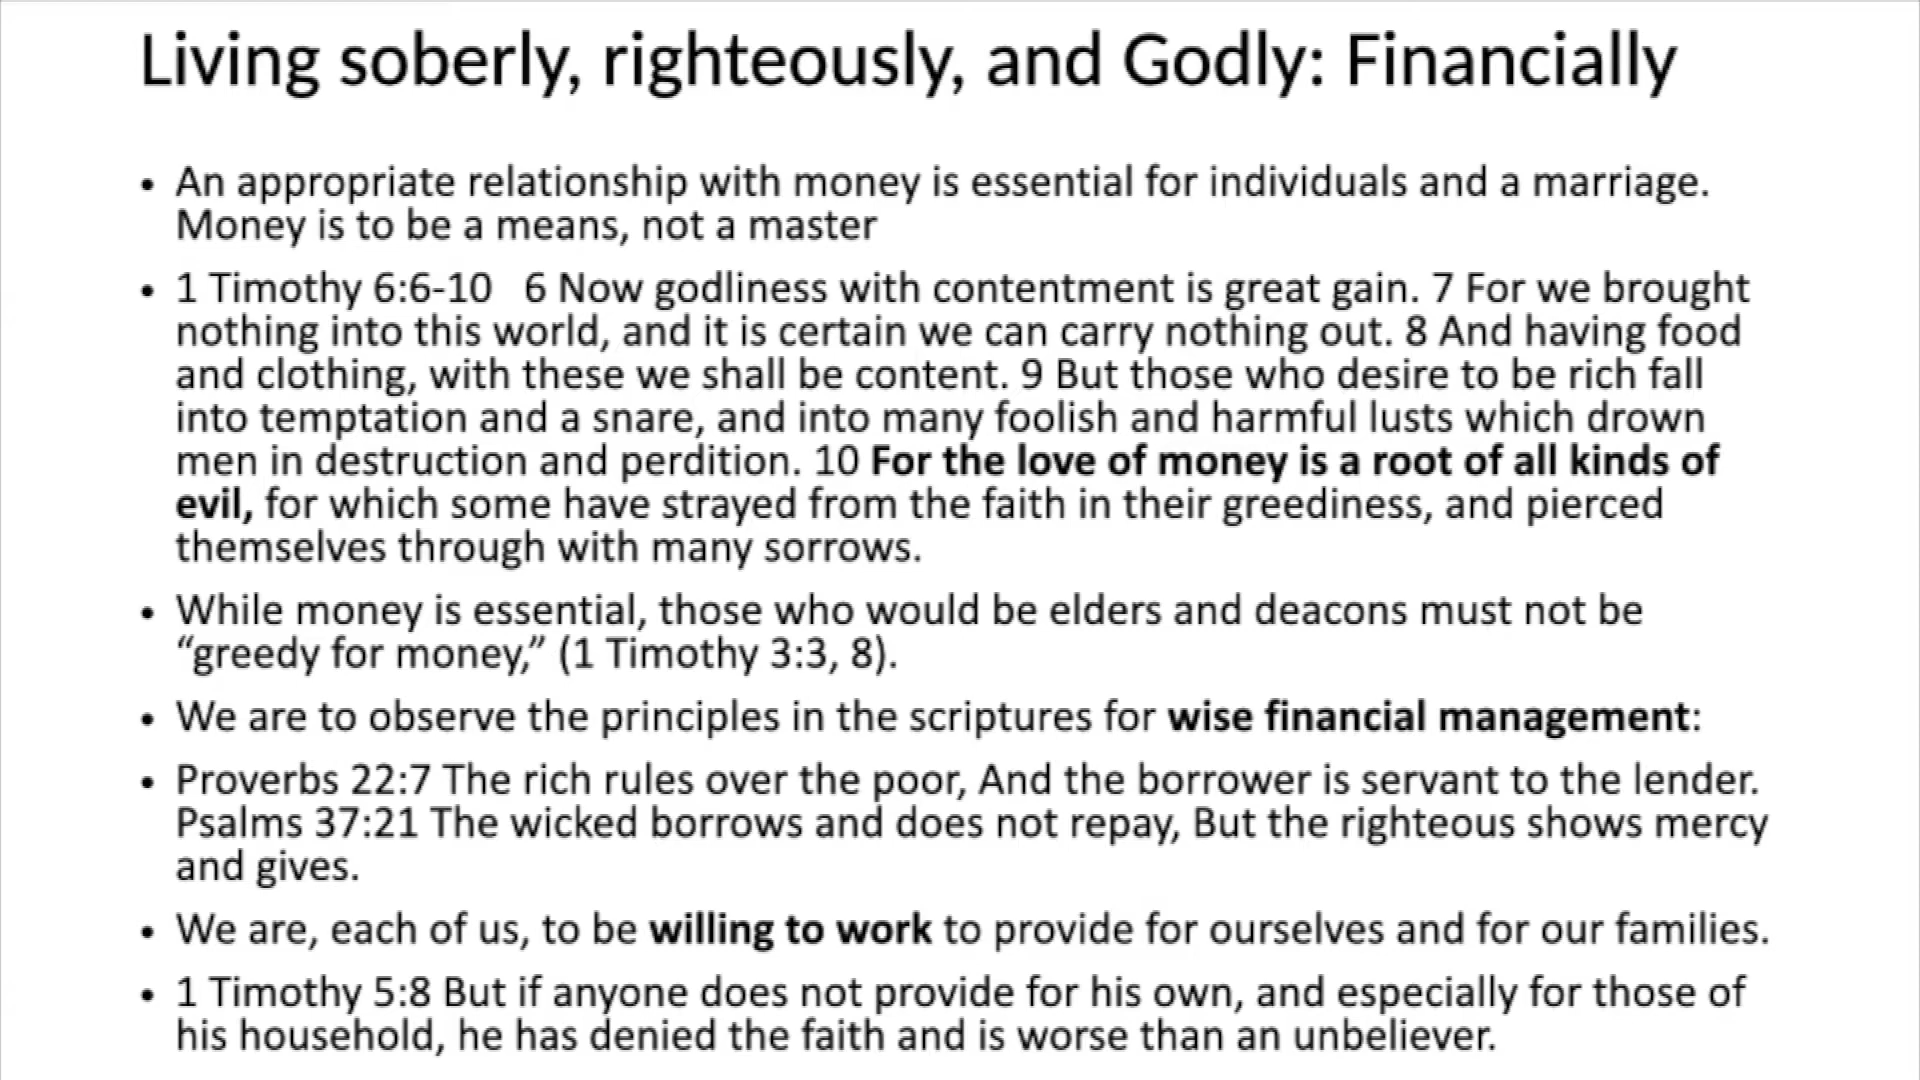 Living soberly, righteously, and Godly: Financially
• An appropriate relationship with money is essential for individuals and a marriage.
Money is to be a means, not a master
• 1 Timothy 6:6-10   6 Now godliness with contentment is great gain. 7 For we brought
nothing into this world, and it is certain we can carry nothing out. 8 And having food
and clothing, with these we shall be content. 9 But those who desire to be rich fall
into temptation and a snare, and into many foolish and harmful lusts which drown
men in destruction and perdition. 10 For the love of money is a root of all kinds of
evil, for which some have strayed from the faith in their greediness, and pierced
themselves through with many sorrows.
• While money is essential, those who would be elders and deacons must not be
“greedy for money,” (1 Timothy 3:3, 8).
• We are to observe the principles in the scriptures for wise financial management:
• Proverbs 22:7 The rich rules over the poor, And the borrower is servant to the lender.
Psalms 37:21 The wicked borrows and does not repay, But the righteous shows mercy
and gives.
• We are, each of us, to be willing to work to provide for ourselves and for our families.
• 1 Timothy 5:8 But if anyone does not provide for his own, and especially for those of
his household, he has denied the faith and is worse than an unbeliever.